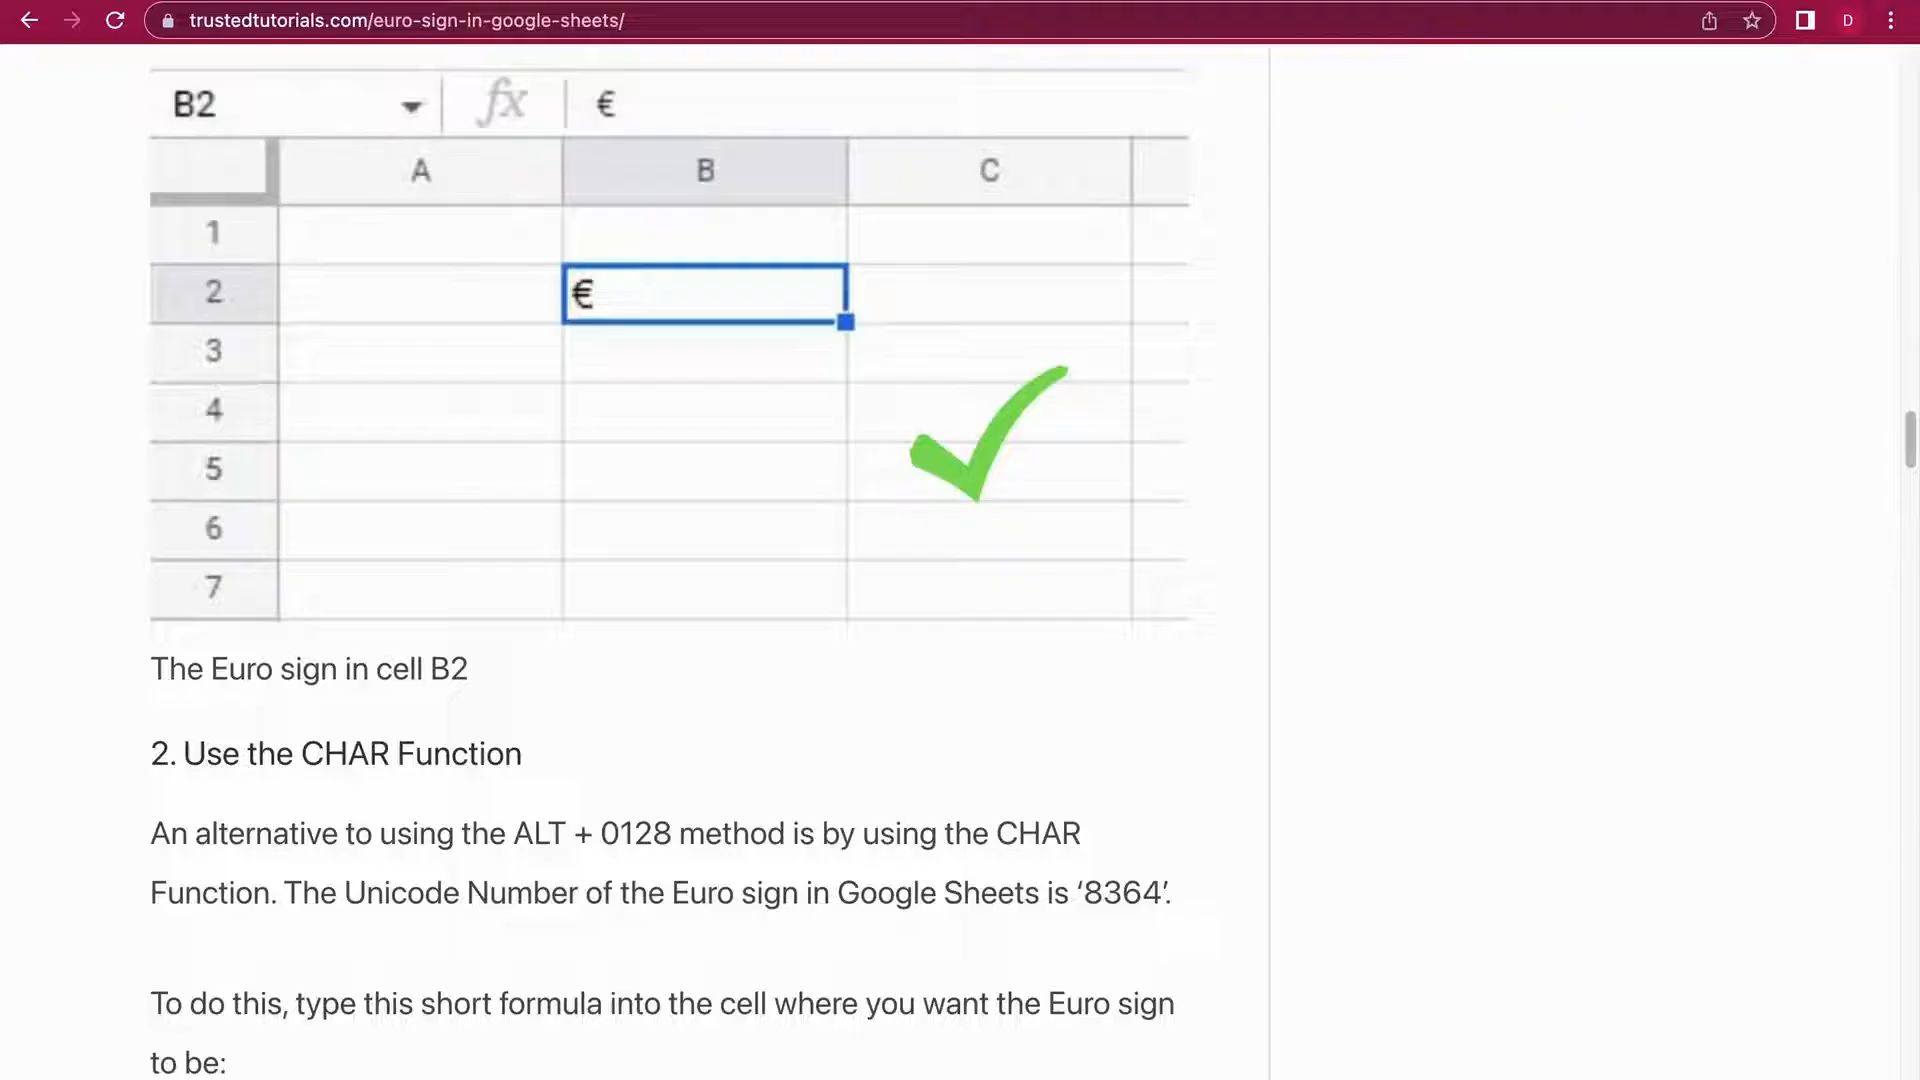 trustedtutorials.com/euro-sign-in-google-sheets/
D
B2 fx €
A B C
1
2 €
3
4
5
6
7
The Euro sign in cell B2
2. Use the CHAR Function
An alternative to using the ALT + 0128 method is by using the CHAR
Function. The Unicode Number of the Euro sign in Google Sheets is ‘8364’.
To do this, type this short formula into the cell where you want the Euro sign
to be: